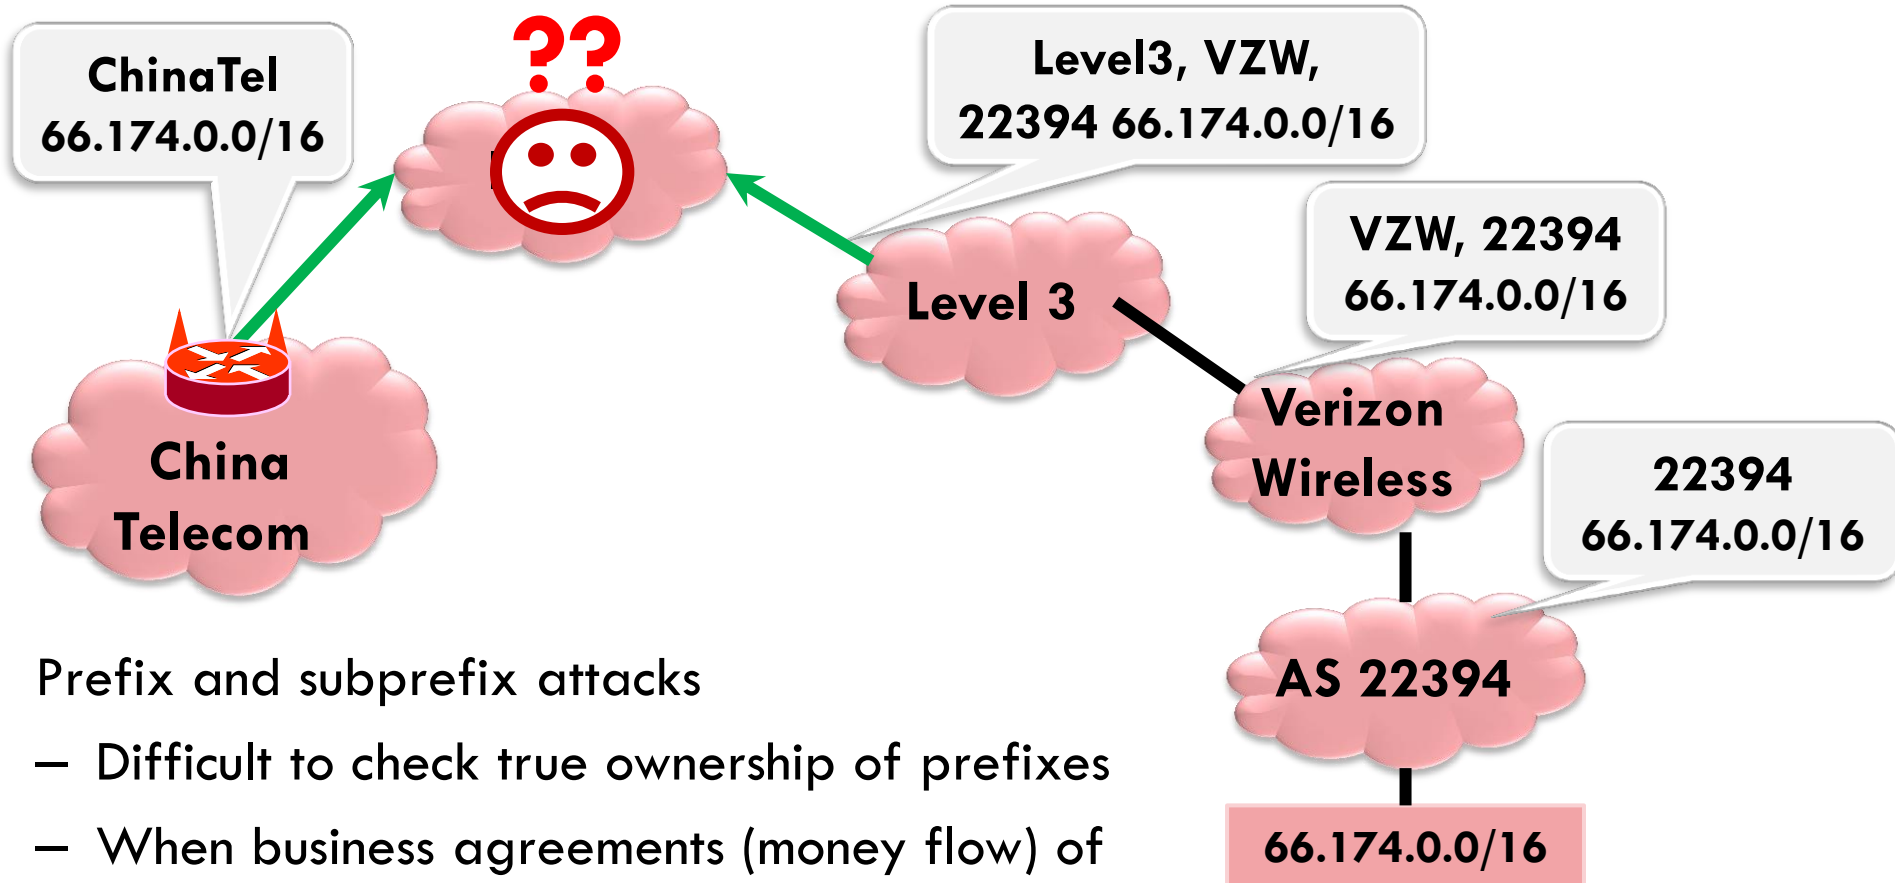 ??
ChinaTel
66.174.0.0/16
Level3, VZW,
22394 66.174.0.0/16
VZW, 22394
66.174.0.0/16
Level 3
China
Telecom
Verizon
Wireless
22394
66.174.0.0/16
AS 22394
66.174.0.0/16
Prefix and subprefix attacks
– Difficult to check true ownership of prefixes
– When business agreements (money flow) of